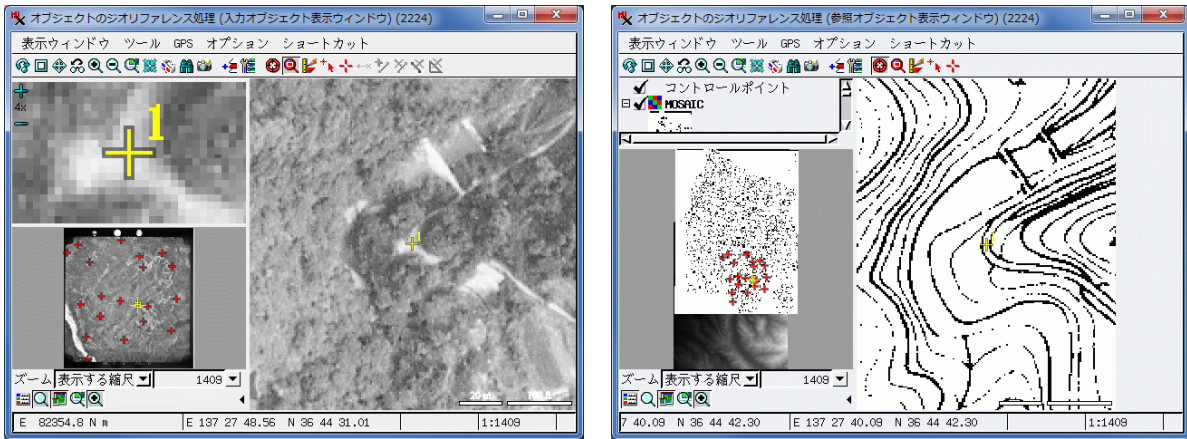 オブジェクトのジオリファレンス処理 (入力オブジェクト表示ウィンドウ) (2224)
表示ウィンドウ ツール GPS オプション ショートカット
4x
1
1
ズーム 表示する縮尺 1409
E 82354.8 N m E 137 27 48.56 N 36 44 31.01 1:1409
オブジェクトのジオリファレンス処理 (参照オブジェクト表示ウィンドウ) (2224)
表示ウィンドウ ツール GPS オプション ショートカット
コントロールポイント
MOSAIC
ズーム 表示する縮尺 1409
7 40.09 N 36 44 42.30 E 137 27 40.09 N 36 44 42.30 1:1409